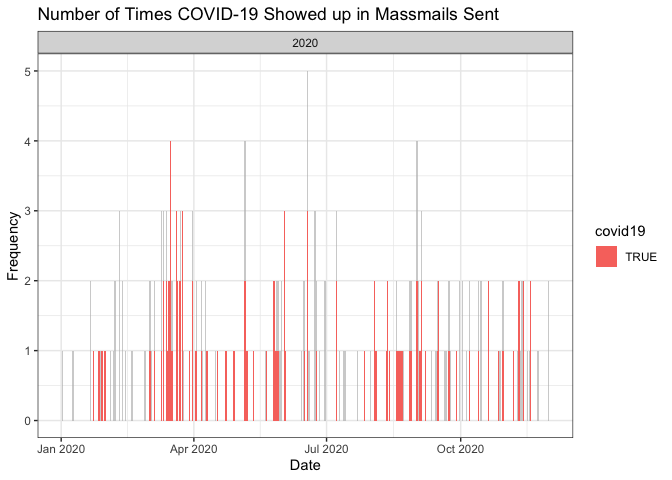 Number of Times COVID-19 Showed up in Massmails Sent
2020
5
4
3
2
1
0
Frequency
Jan 2020 Apr 2020 Jul 2020 Oct 2020
Date
covid19
TRUE